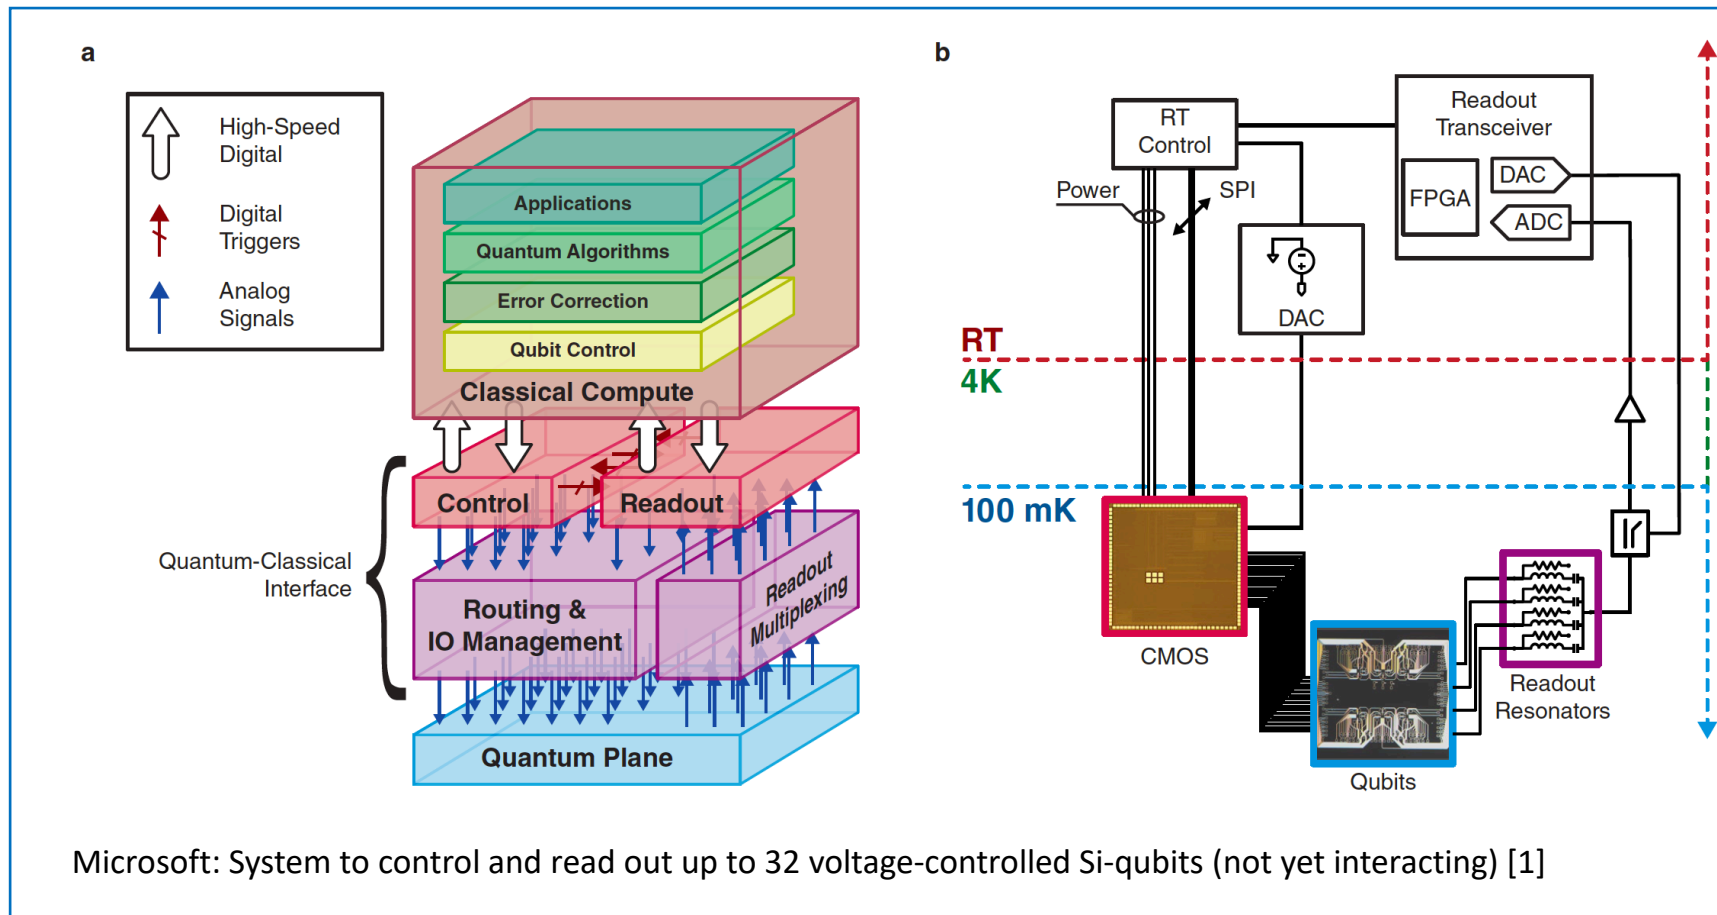 a
High-Speed
Digital
Digital
Triggers
Analog
Signals
Applications
Quantum Algorithms
Error Correction
Qubit Control
Classical Compute
Control
Readout
Quantum-Classical
Interface
Routing &
IO Management
Readout
Multiplexing
Quantum Plane
b
RT
Control
Readout
Transceiver
FPGA
DAC
ADC
Power
SPI
DAC
RT
4K
100 mK
CMOS
Qubits
Readout
Resonators
Microsoft: System to control and read out up to 32 voltage-controlled Si-qubits (not yet interacting) [1]